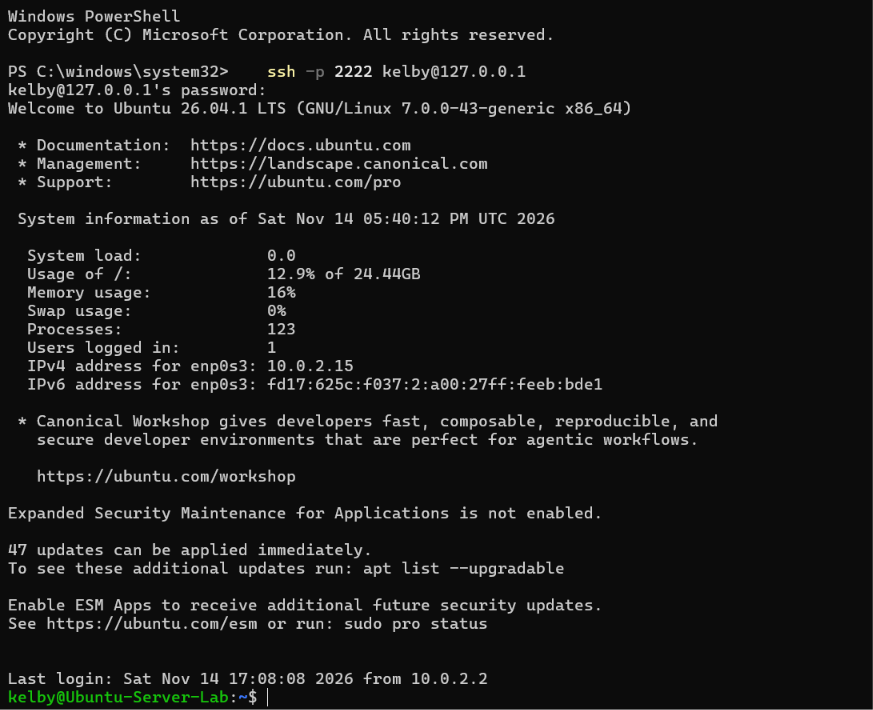 Windows PowerShell
Copyright (C) Microsoft Corporation. All rights reserved.
PS C:\windows\system32>    ssh -p 2222 kelby@127.0.0.1
kelby@127.0.0.1's password:
Welcome to Ubuntu 26.04.1 LTS (GNU/Linux 7.0.0-43-generic x86_64)
 * Documentation:  https://docs.ubuntu.com
 * Management:     https://landscape.canonical.com
 * Support:        https://ubuntu.com/pro
 System information as of Sat Nov 14 05:40:12 PM UTC 2026
  System load:             0.0
  Usage of /:              12.9% of 24.44GB
  Memory usage:            16%
  Swap usage:              0%
  Processes:               123
  Users logged in:         1
  IPv4 address for enp0s3: 10.0.2.15
  IPv6 address for enp0s3: fd17:625c:f037:2:a00:27ff:feeb:bde1
 * Canonical Workshop gives developers fast, composable, reproducible, and
   secure developer environments that are perfect for agentic workflows.
   https://ubuntu.com/workshop
Expanded Security Maintenance for Applications is not enabled.
47 updates can be applied immediately.
To see these additional updates run: apt list --upgradable
Enable ESM Apps to receive additional future security updates.
See https://ubuntu.com/esm or run: sudo pro status
Last login: Sat Nov 14 17:08:08 2026 from 10.0.2.2
kelby@Ubuntu-Server-Lab:~$